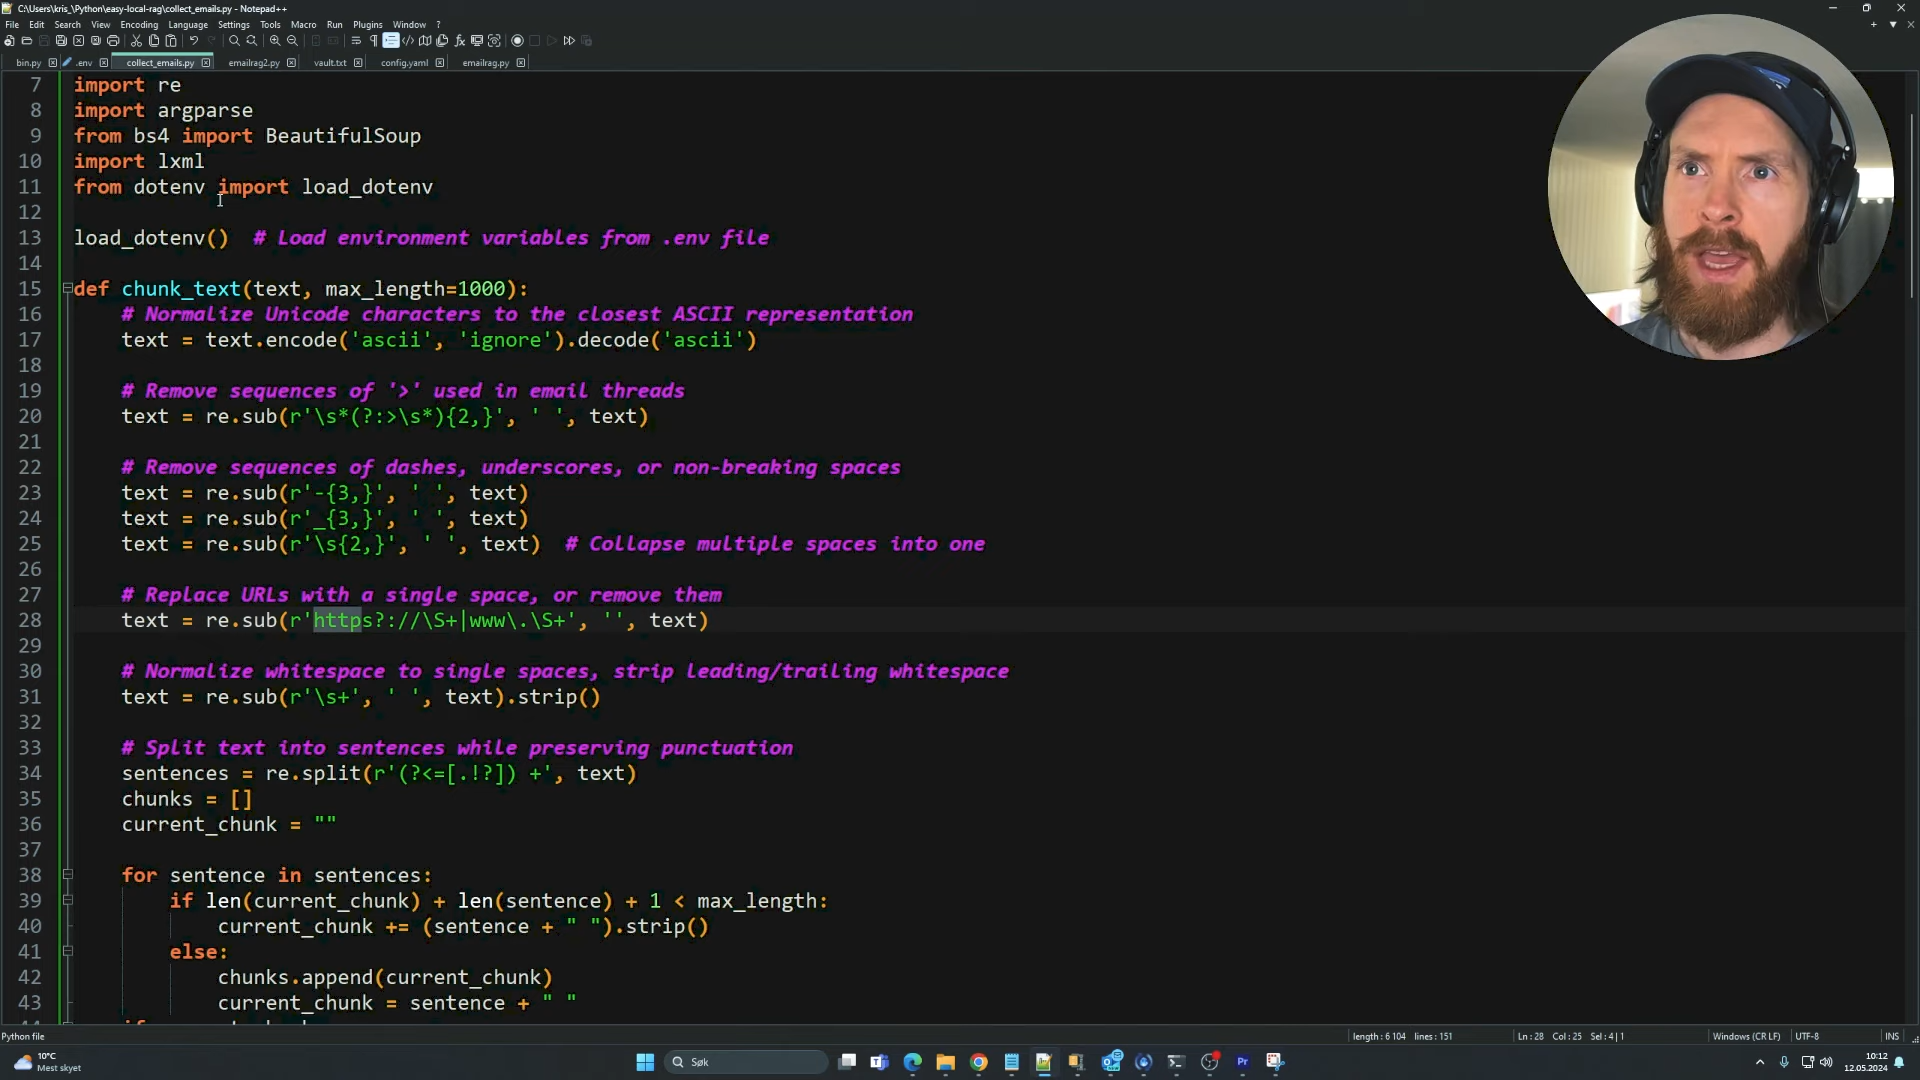 C:\Users\kris_\Python\easy-local-rag\collect_emails.py - Notepad++
File Edit Search View Encoding Language Settings Tools Macro Run Plugins Window ?
bin.py .env collect_emails.py emailrag2.py vault.txt config.yaml emailrag.py
7 import re
8 import argparse
9 from bs4 import BeautifulSoup
10 import lxml
11 from dotenv import load_dotenv
12
13 load_dotenv()  # Load environment variables from .env file
14
15 def chunk_text(text, max_length=1000):
16     # Normalize Unicode characters to the closest ASCII representation
17     text = text.encode('ascii', 'ignore').decode('ascii')
18
19     # Remove sequences of '>' used in email threads
20     text = re.sub(r'\s*(?:>\s*){2,}', ' ', text)
21
22     # Remove sequences of dashes, underscores, or non-breaking spaces
23     text = re.sub(r'-{3,}', ' ', text)
24     text = re.sub(r'_{3,}', ' ', text)
25     text = re.sub(r'\s{2,}', ' ', text)  # Collapse multiple spaces into one
26
27     # Replace URLs with a single space, or remove them
28     text = re.sub(r'https?://\S+|www\.\S+', '', text)
29
30     # Normalize whitespace to single spaces, strip leading/trailing whitespace
31     text = re.sub(r'\s+', ' ', text).strip()
32
33     # Split text into sentences while preserving punctuation
34     sentences = re.split(r'(?<=[.!?]) +', text)
35     chunks = []
36     current_chunk = ""
37
38     for sentence in sentences:
39         if len(current_chunk) + len(sentence) + 1 < max_length:
40             current_chunk += (sentence + " ").strip()
41         else:
42             chunks.append(current_chunk)
43             current_chunk = sentence + " "
Python file length : 6 104 lines : 151 Ln : 28 Col : 25 Sel : 4 | 1 Windows (CR LF) UTF-8 INS
10°C
Mest skyet
Søk
10:12
12.05.2024